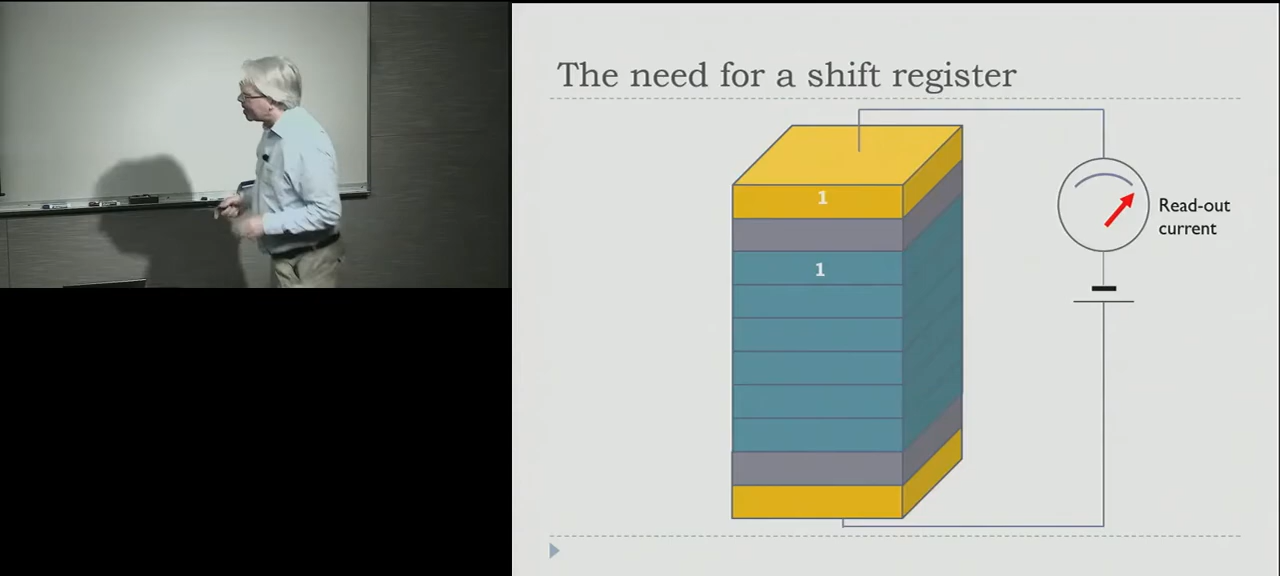 The need for a shift register
1
1
Read-out
current